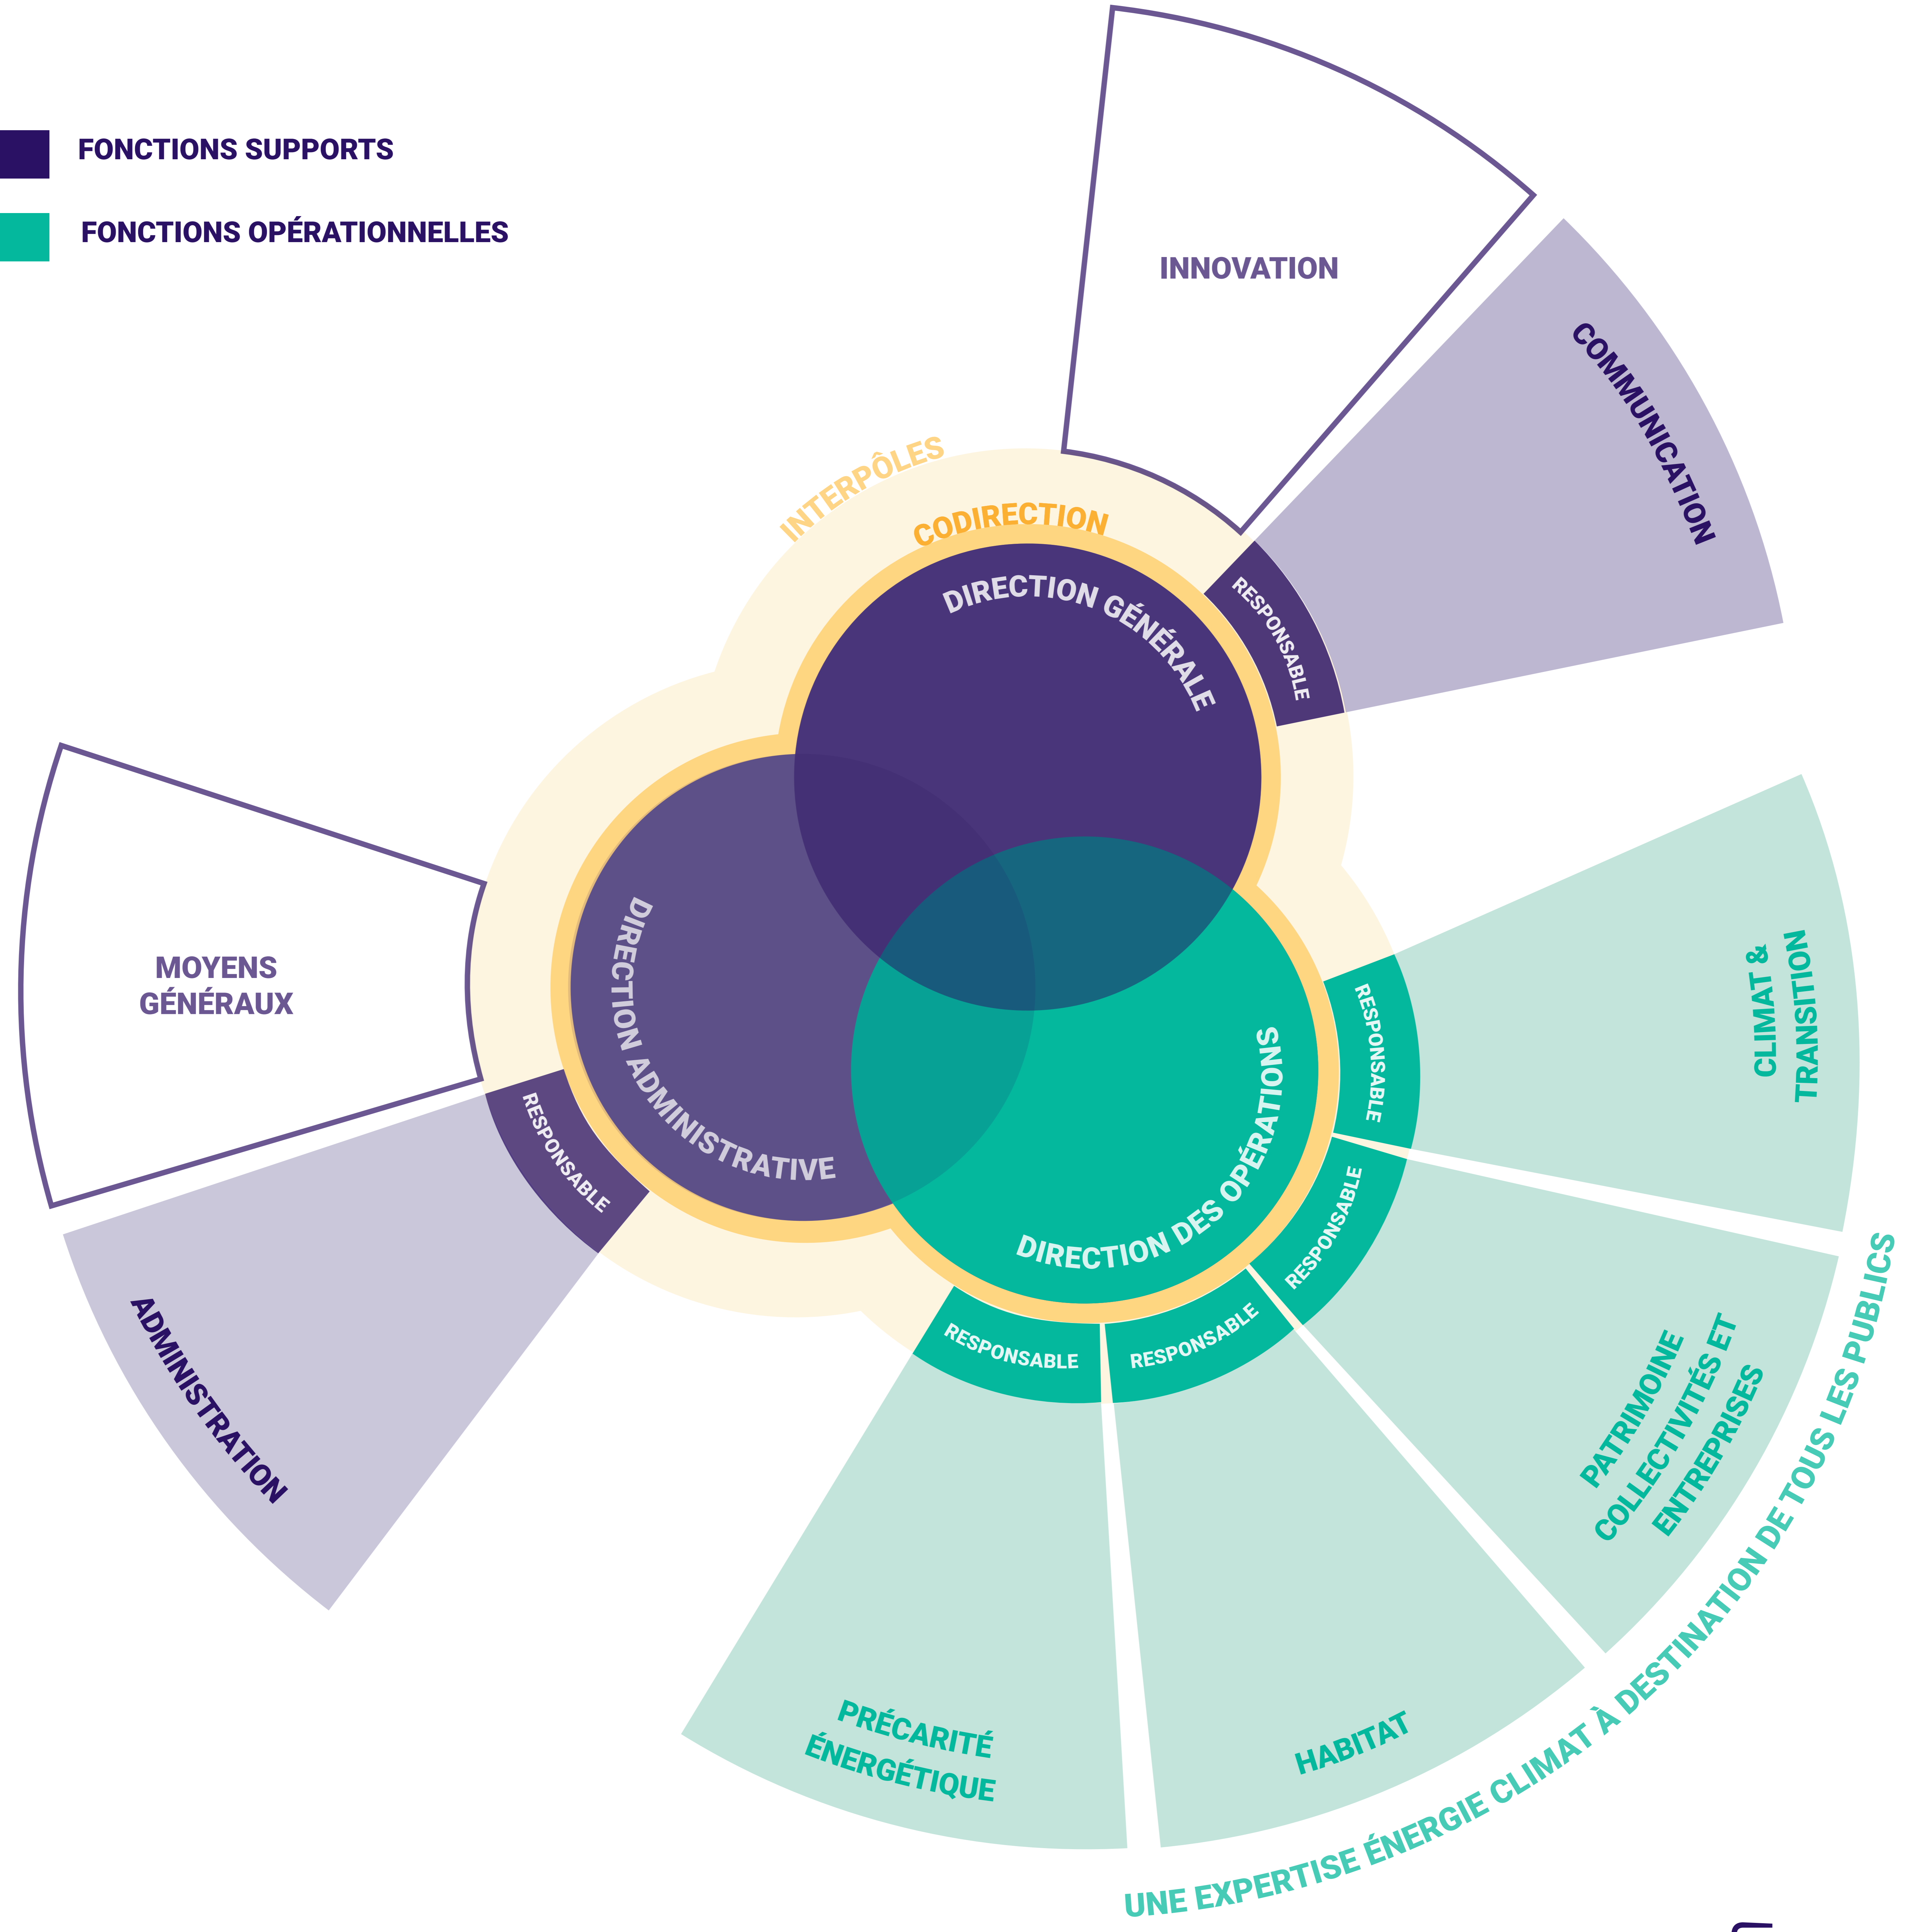 FONCTIONS SUPPORTS
FONCTIONS OPÉRATIONNELLES
INNOVATION
COMMUNICATION
INTERPÔLES
CODIRECTION
DIRECTION GÉNÉRALE
RESPONSABLE
MOYENS
GÉNÉRAUX
DIRECTION ADMINISTRATIVE
RESPONSABLE
ADMINISTRATION
DIRECTION DES OPÉRATIONS
RESPONSABLE
CLIMAT &
TRANSITION
RESPONSABLE
PATRIMOINE
COLLECTIVITÉS ET
ENTREPRISES
RESPONSABLE
HABITAT
RESPONSABLE
PRÉCARITÉ
ÉNERGÉTIQUE
UNE EXPERTISE ÉNERGIE CLIMAT À DESTINATION DE TOUS LES PUBLICS